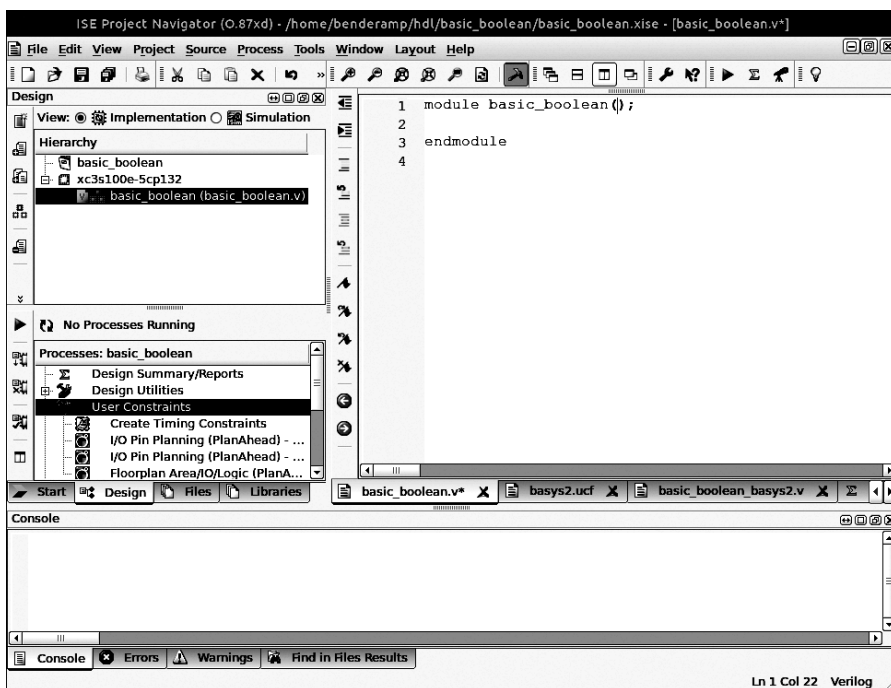 ISE Project Navigator (O.87xd) - /home/benderamp/hdl/basic_boolean/basic_boolean.xise - [basic_boolean.v*]
File Edit View Project Source Process Tools Window Layout Help
Design
View: Implementation Simulation
Hierarchy
basic_boolean
xc3s100e-5cp132
basic_boolean (basic_boolean.v)
No Processes Running
Processes: basic_boolean
Design Summary/Reports
Design Utilities
User Constraints
Create Timing Constraints
I/O Pin Planning (PlanAhead) - ...
I/O Pin Planning (PlanAhead) - ...
Floorplan Area/IO/Logic (PlanA...
Start Design Files Libraries
1 module basic_boolean();
2
3 endmodule
4
basic_boolean.v* basys2.ucf basic_boolean_basys2.v
Console
Console Errors Warnings Find in Files Results
Ln 1 Col 22 Verilog